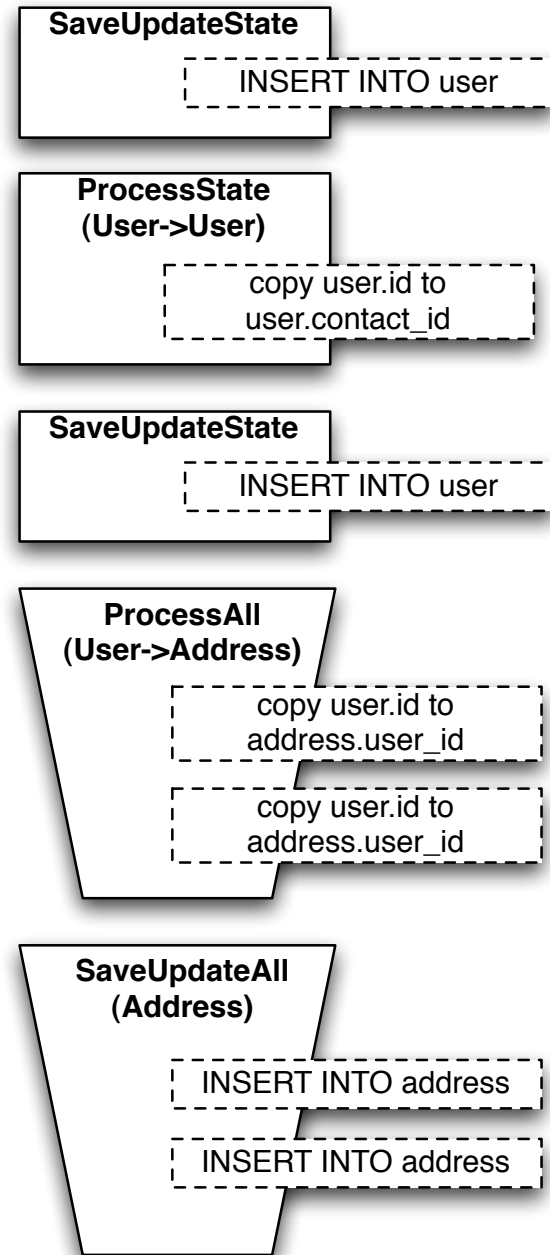 SaveUpdateState
INSERT INTO user
ProcessState
(User->User)
copy user.id to
user.contact_id
SaveUpdateState
INSERT INTO user
ProcessAll
(User->Address)
copy user.id to
address.user_id
copy user.id to
address.user_id
SaveUpdateAll
(Address)
INSERT INTO address
INSERT INTO address